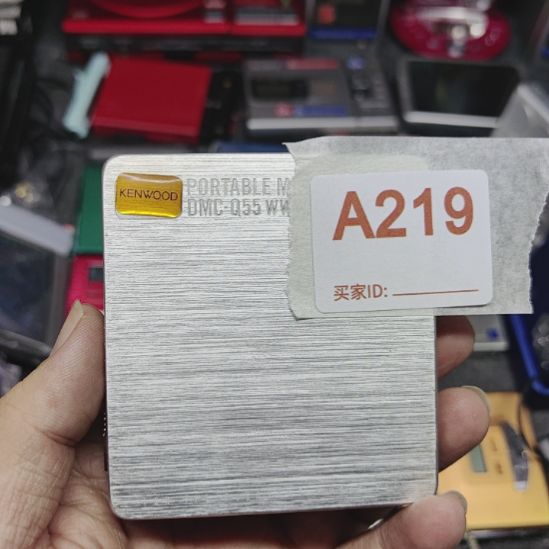 KENWOOD
PORTABLE M
DMC-Q55 WW
A219
买家ID: